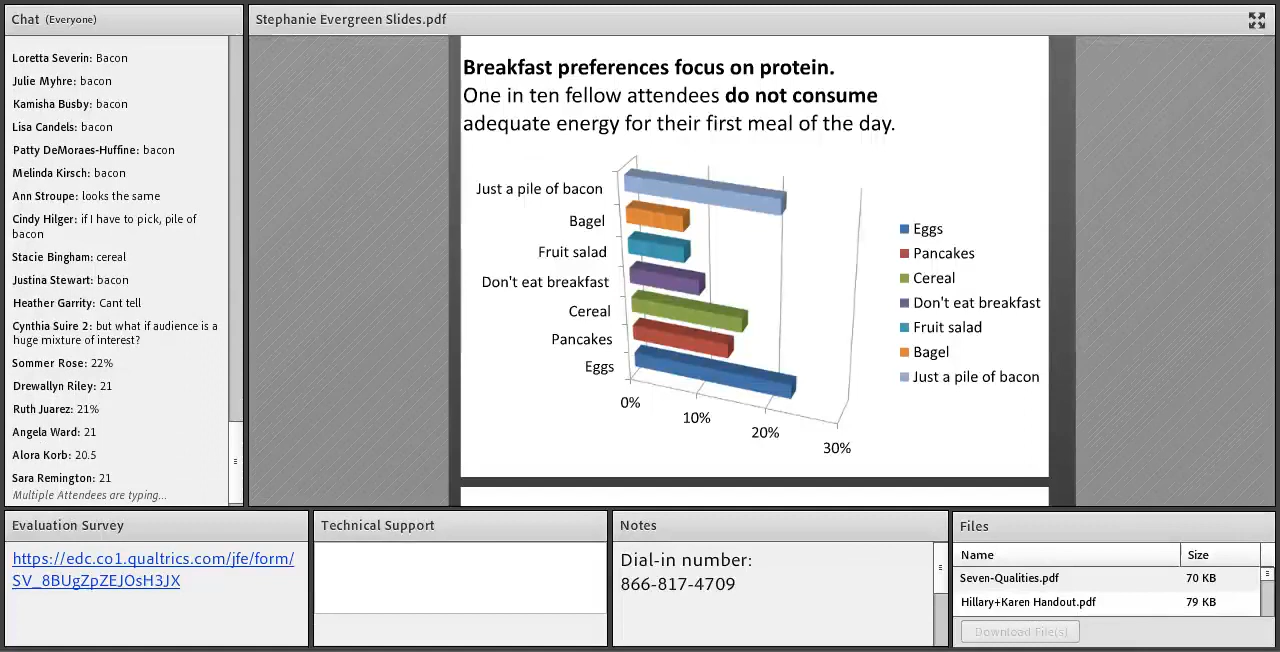 Chat (Everyone)
Loretta Severin: Bacon
Julie Myhre: bacon
Kamisha Busby: bacon
Lisa Candels: bacon
Patty DeMoraes-Huffine: bacon
Melinda Kirsch: bacon
Ann Stroupe: looks the same
Cindy Hilger: if I have to pick, pile of
bacon
Stacie Bingham: cereal
Justina Stewart: bacon
Heather Garrity: Cant tell
Cynthia Suire 2: but what if audience is a
huge mixture of interest?
Sommer Rose: 22%
Drewallyn Riley: 21
Ruth Juarez: 21%
Angela Ward: 21
Alora Korb: 20.5
Sara Remington: 21
Multiple Attendees are typing...
Stephanie Evergreen Slides.pdf
Breakfast preferences focus on protein.
One in ten fellow attendees do not consume
adequate energy for their first meal of the day.
Just a pile of bacon
Bagel
Fruit salad
Don't eat breakfast
Cereal
Pancakes
Eggs
0%
10%
20%
30%
Eggs
Pancakes
Cereal
Don't eat breakfast
Fruit salad
Bagel
Just a pile of bacon
Evaluation Survey
https://edc.co1.qualtrics.com/jfe/form/
SV_8BUgZpZEJOsH3JX
Technical Support
Notes
Dial-in number:
866-817-4709
Files
Name Size
Seven-Qualities.pdf 70 KB
Hillary+Karen Handout.pdf 79 KB
Download File(s)